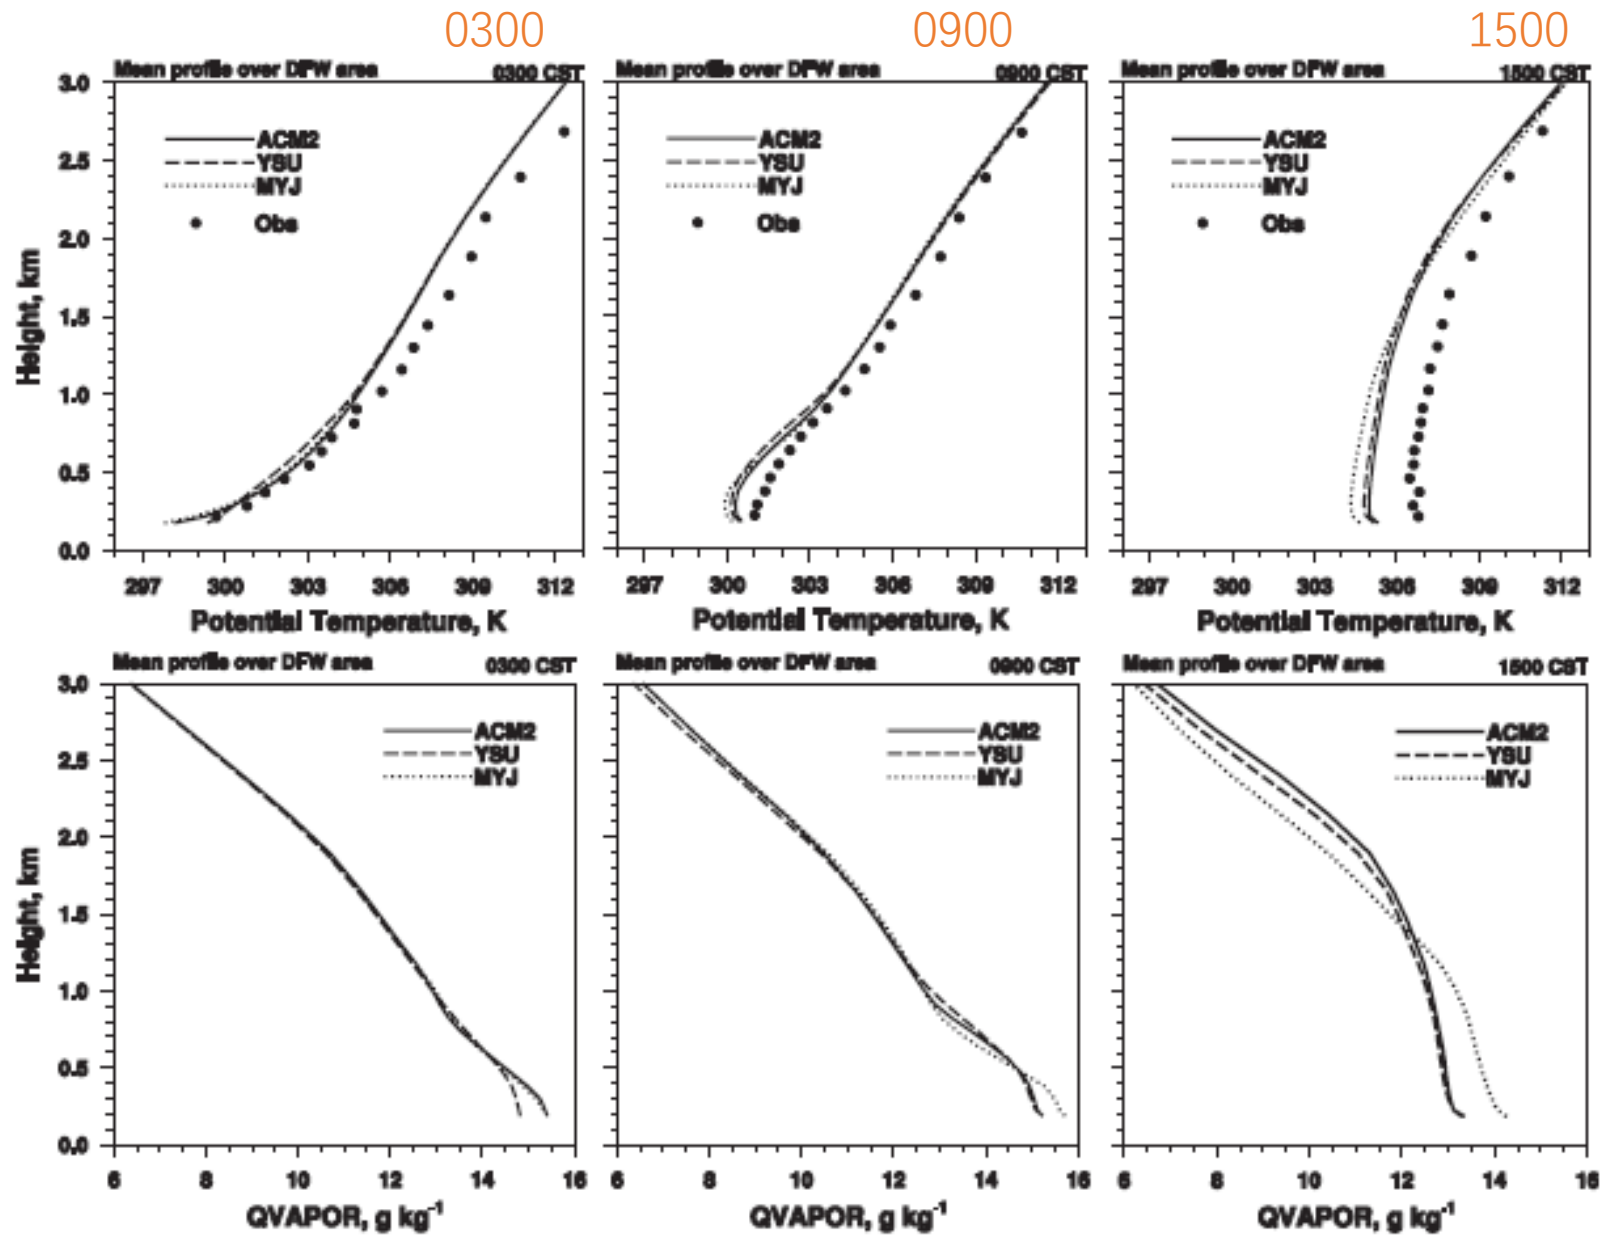 0300 0900 1500
Mean profile over DFW area 0300 CST Mean profile over DFW area 0900 CST Mean profile over DFW area 1500 CST
3.0
ACM2 ACM2 ACM2
2.5 YSU YSU YSU
MYJ MYJ MYJ
Obs Obs Obs
2.0
Height, km
1.5
1.0
0.5
0.0
297 300 303 306 309 312 297 300 303 306 309 312 297 300 303 306 309 312
Potential Temperature, K Potential Temperature, K Potential Temperature, K
Mean profile over DFW area 0300 CST Mean profile over DFW area 0900 CST Mean profile over DFW area 1500 CST
3.0
ACM2 ACM2 ACM2
2.5 YSU YSU YSU
MYJ MYJ MYJ
2.0
Height, km
1.5
1.0
0.5
0.0
6 8 10 12 14 16 6 8 10 12 14 16 6 8 10 12 14 16
QVAPOR, g kg⁻¹ QVAPOR, g kg⁻¹ QVAPOR, g kg⁻¹